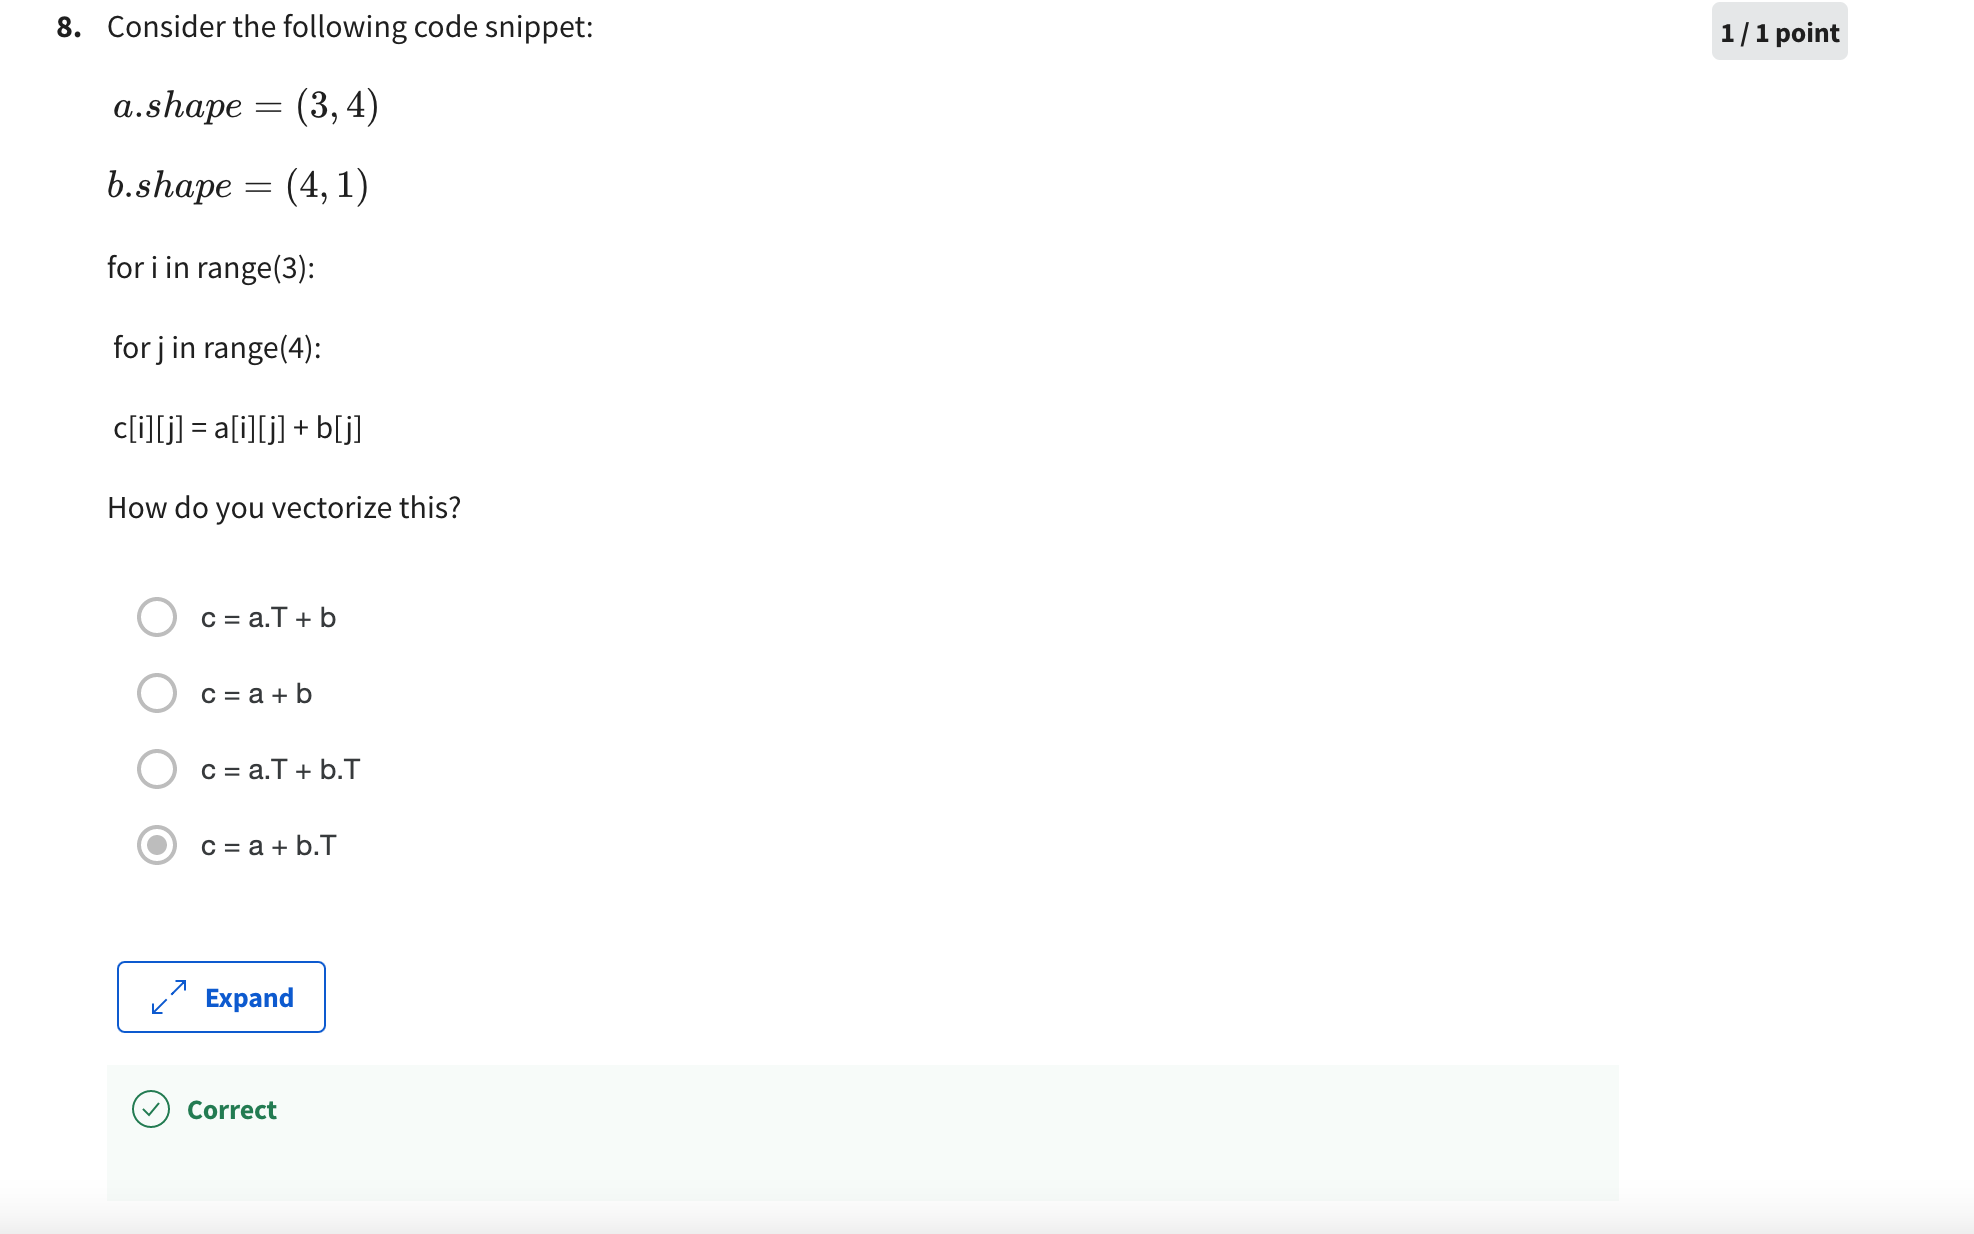 8. Consider the following code snippet:
1 / 1 point
a.shape = (3, 4)
b.shape = (4, 1)
for i in range(3):
for j in range(4):
c[i][j] = a[i][j] + b[j]
How do you vectorize this?
c = a.T + b
c = a + b
c = a.T + b.T
c = a + b.T
Expand
Correct